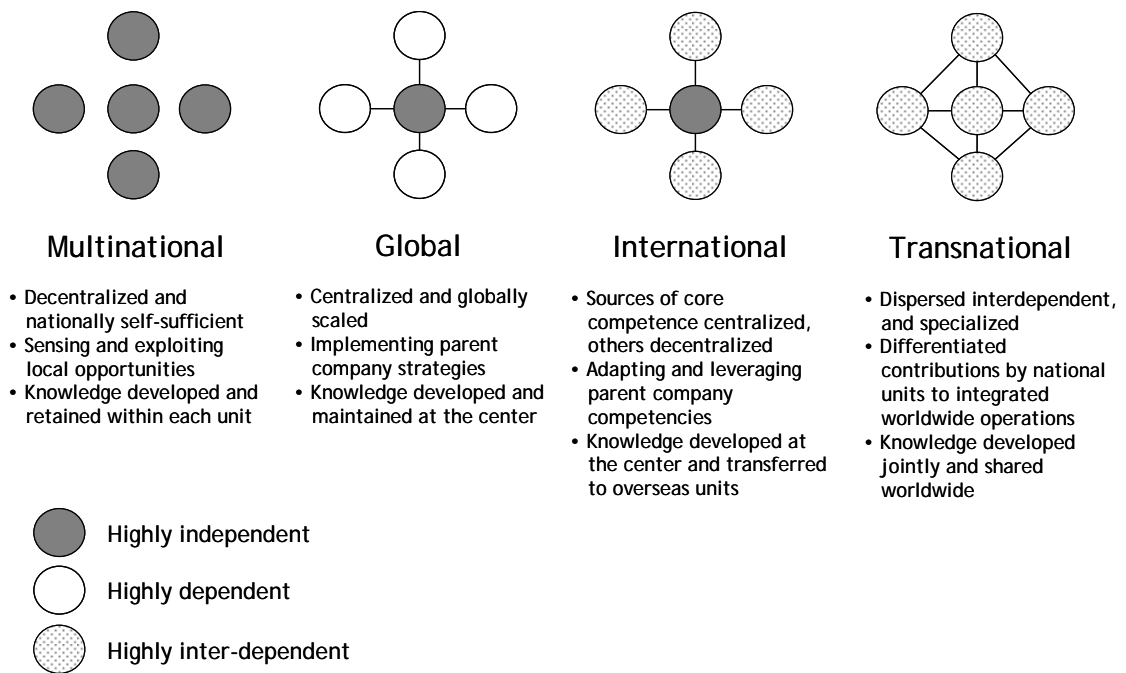 Multinational
• Decentralized and
nationally self-sufficient
• Sensing and exploiting
local opportunities
• Knowledge developed and
retained within each unit
Global
• Centralized and globally
scaled
• Implementing parent
company strategies
• Knowledge developed and
maintained at the center
International
• Sources of core
competence centralized,
others decentralized
• Adapting and leveraging
parent company
competencies
• Knowledge developed at
the center and transferred
to overseas units
Transnational
• Dispersed interdependent,
and specialized
• Differentiated
contributions by national
units to integrated
worldwide operations
• Knowledge developed
jointly and shared
worldwide
Highly independent
Highly dependent
Highly inter-dependent